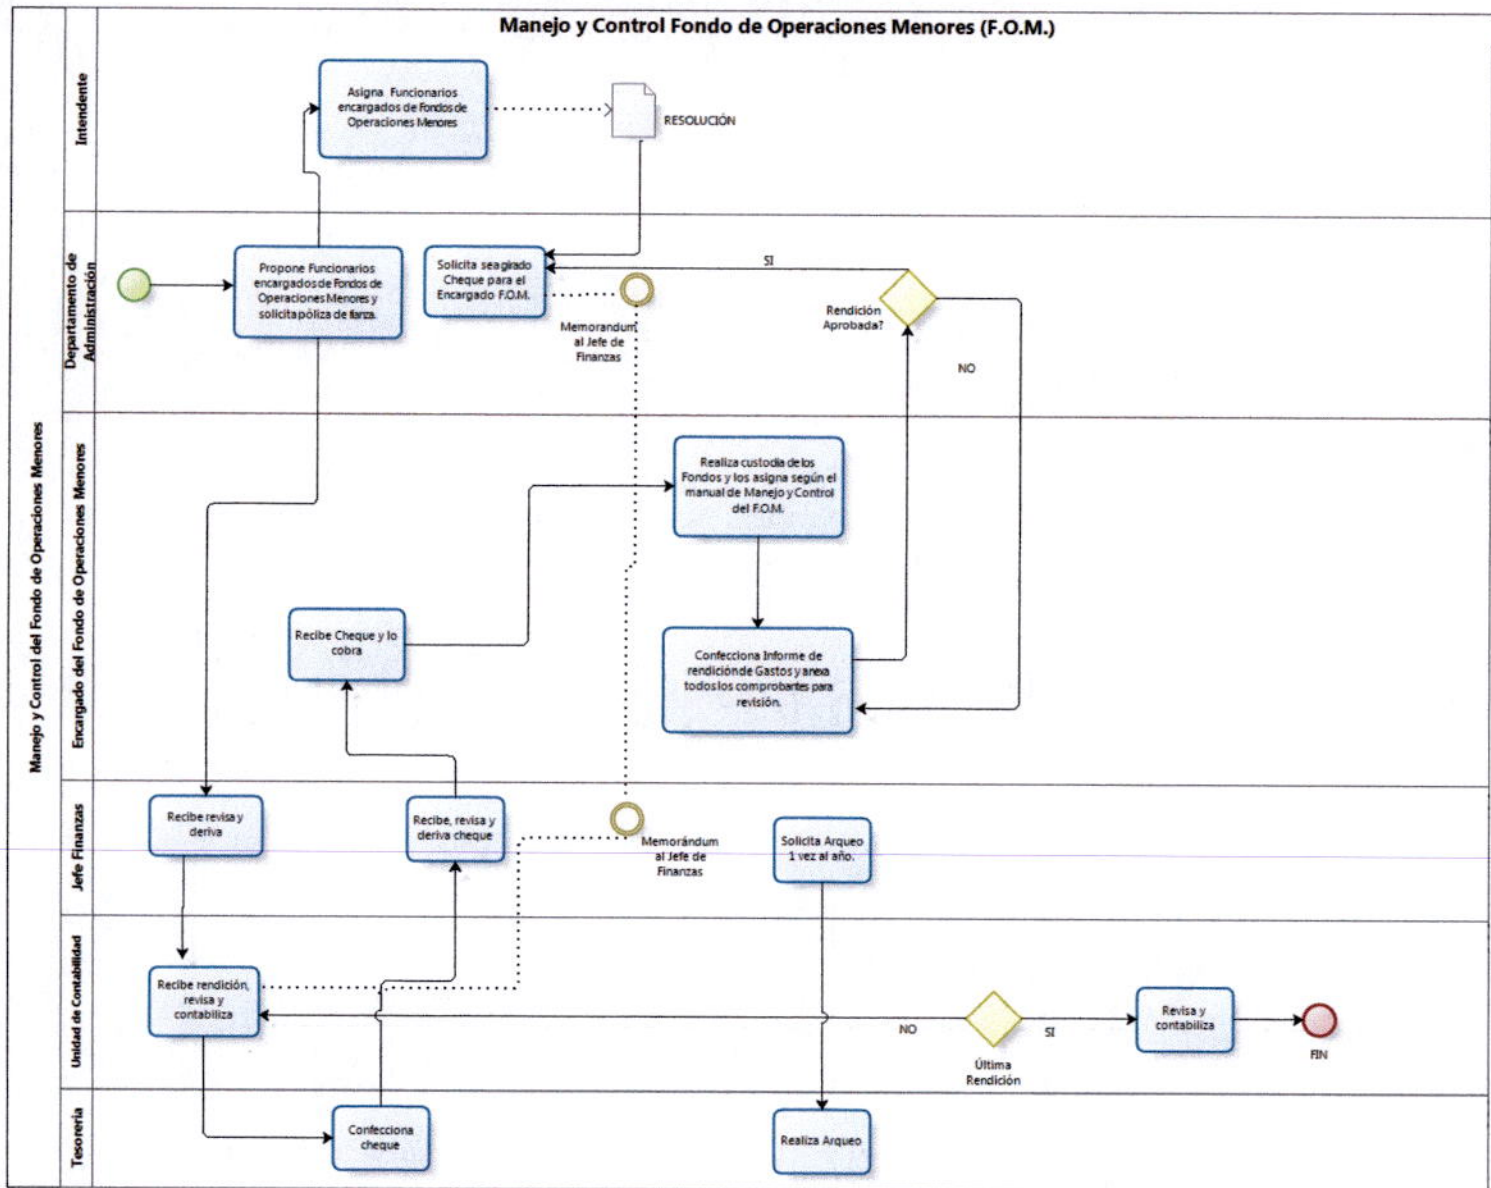 Manejo y Control Fondo de Operaciones Menores (F.O.M.)
Manejo y Control del Fondo de Operaciones Menores
Intendente
Asigna Funcionarios
encargados de Fondos de
Operaciones Menores
RESOLUCIÓN
Departamento de
Administración
Propone Funcionarios
encargados de Fondos de
Operaciones Menores y
solicita póliza de fianza.
Solicita sea girado
Cheque para el
Encargado F.O.M.
Memorandum
al Jefe de
Finanzas
SI
Rendición
Aprobada?
NO
Encargado del Fondo de Operaciones Menores
Realiza custodia de los
Fondos y los asigna según el
manual de Manejo y Control
del F.O.M.
Recibe Cheque y lo
cobra
Confecciona Informe de
rendición de Gastos y anexa
todos los comprobantes para
revisión.
Jefe Finanzas
Recibe revisa y
deriva
Recibe, revisa y
deriva cheque
Memorándum
al Jefe de
Finanzas
Solicita Arqueo
1 vez al año.
Unidad de Contabilidad
Recibe rendición,
revisa y
contabiliza
NO
Última
Rendición
SI
Revisa y
contabiliza
FIN
Tesoreria
Confecciona
cheque
Realiza Arqueo